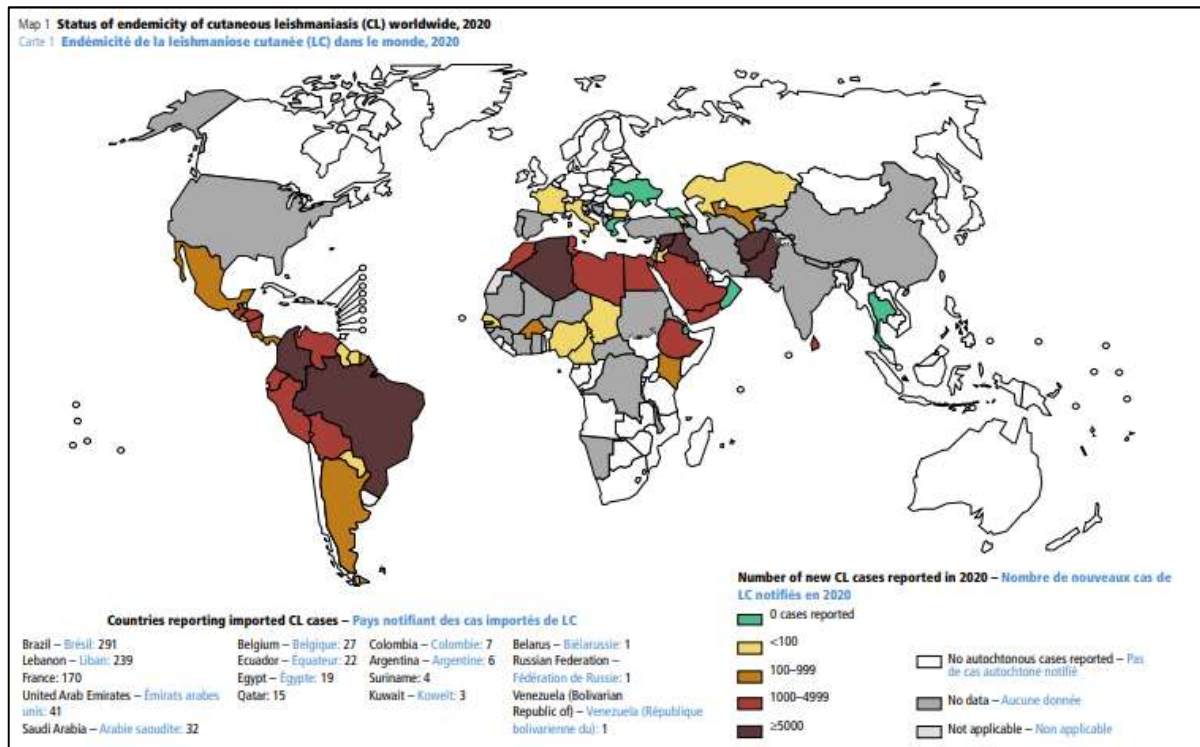 Map 1 Status of endemicity of cutaneous leishmaniasis (CL) worldwide, 2020
Carte 1 Endémicité de la leishmaniose cutanée (LC) dans le monde, 2020
Number of new CL cases reported in 2020 – Nombre de nouveaux cas de
LC notifiés en 2020
0 cases reported
<100
100–999
1000–4999
≥5000
No autochtonous cases reported – Pas
de cas autochtone notifié
No data – Aucune donnée
Not applicable – Non applicable
Countries reporting imported CL cases – Pays notifiant des cas importés de LC
Brazil – Brésil: 291
Lebanon – Liban: 239
France: 170
United Arab Emirates – Émirats arabes
unis: 41
Saudi Arabia – Arabie saoudite: 32
Belgium – Belgique: 27
Ecuador – Équateur: 22
Egypt – Égypte: 19
Qatar: 15
Colombia – Colombie: 7
Argentina – Argentine: 6
Suriname: 4
Kuwait – Koweït: 3
Belarus – Biélarussie: 1
Russian Federation –
Fédération de Russie: 1
Venezuela (Bolivarian
Republic of) – Venezuela (République
bolivarienne du): 1